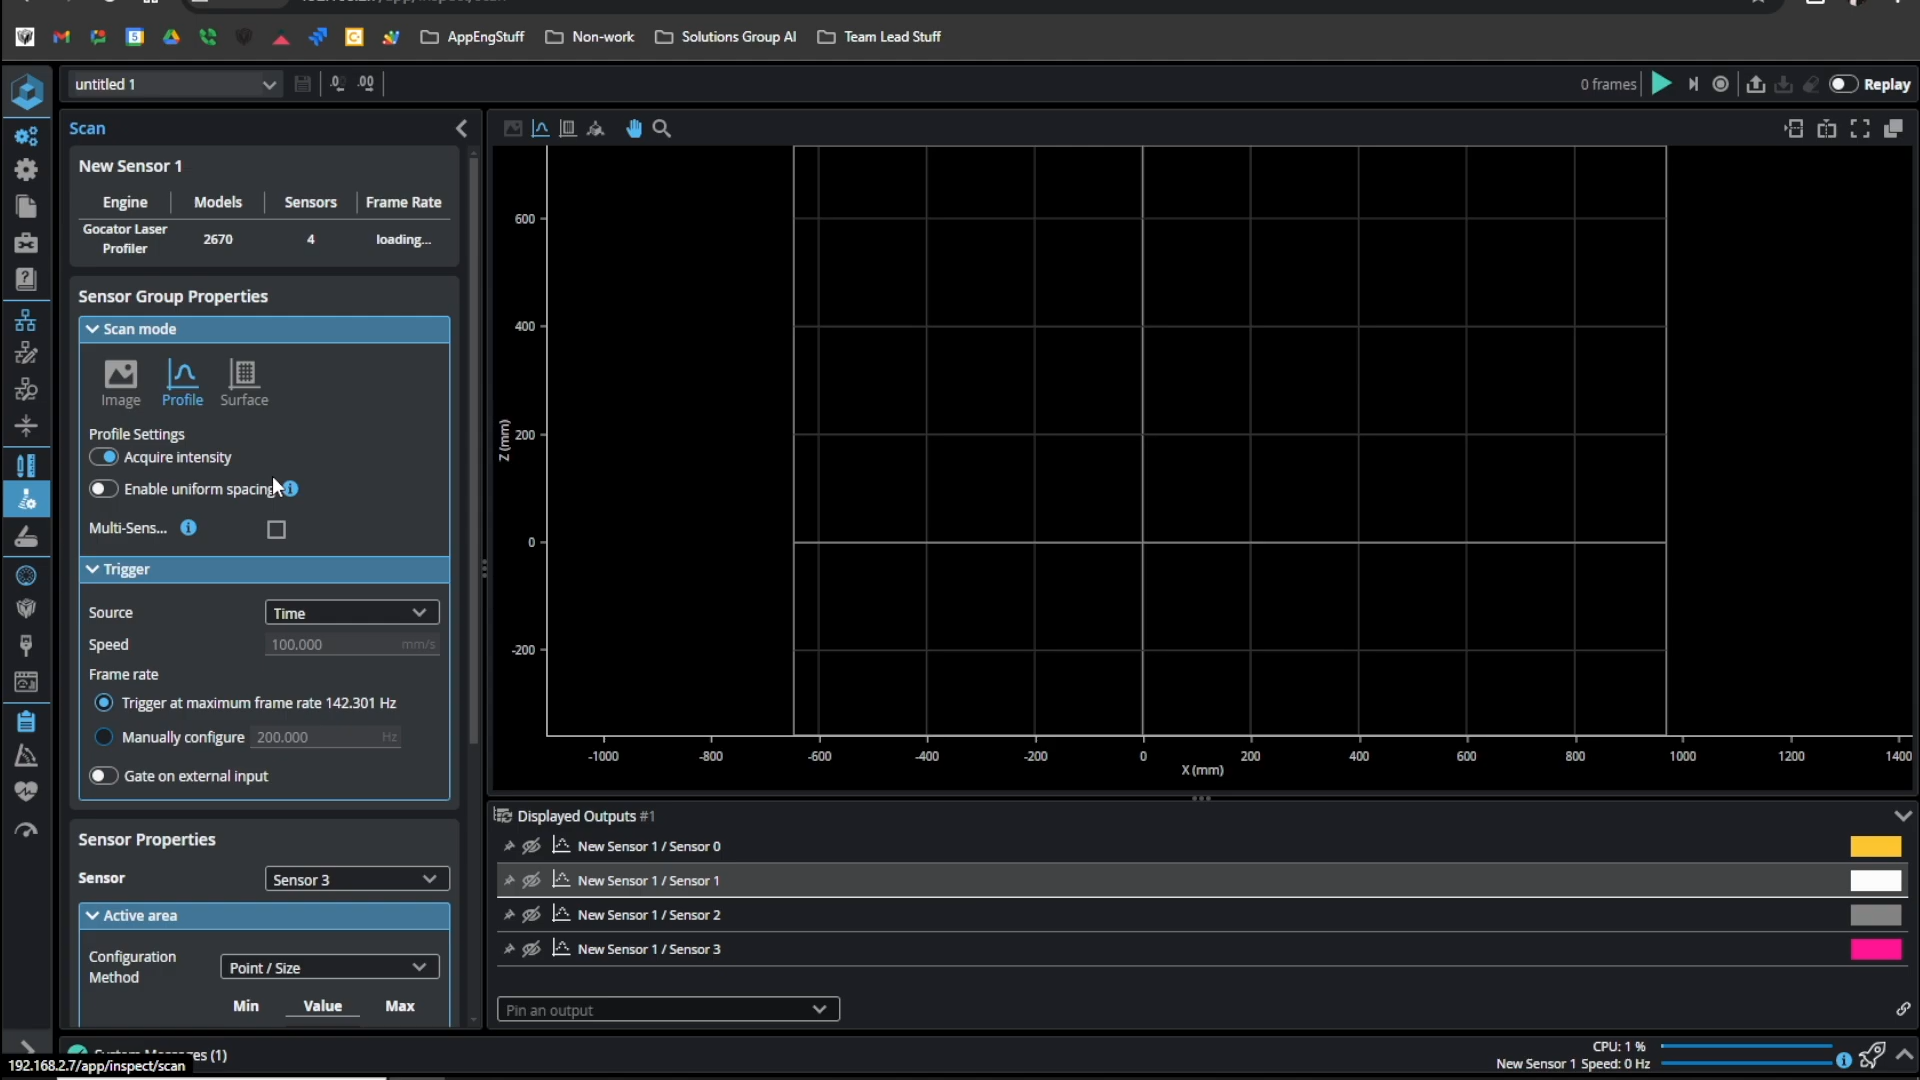 AppEngStuff
Non-work
Solutions Group AI
Team Lead Stuff
untitled 1
0 frames
Replay
Scan
New Sensor 1
Engine Models Sensors Frame Rate
Gocator Laser Profiler 2670 4 loading...
Sensor Group Properties
Scan mode
Image Profile Surface
Profile Settings
Acquire intensity
Enable uniform spacing
Multi-Sens...
Trigger
Source Time
Speed 100.000 mm/s
Frame rate
Trigger at maximum frame rate 142.301 Hz
Manually configure 200.000 Hz
Gate on external input
Sensor Properties
Sensor Sensor 3
Active area
Configuration Method Point / Size
Min Value Max
600
400
200
0
-200
Z (mm)
-1000 -800 -600 -400 -200 0 200 400 600 800 1000 1200 1400
X (mm)
Displayed Outputs #1
New Sensor 1 / Sensor 0
New Sensor 1 / Sensor 1
New Sensor 1 / Sensor 2
New Sensor 1 / Sensor 3
Pin an output
(1)
192.168.2.7/app/inspect/scan
CPU: 1 %
New Sensor 1 Speed: 0 Hz